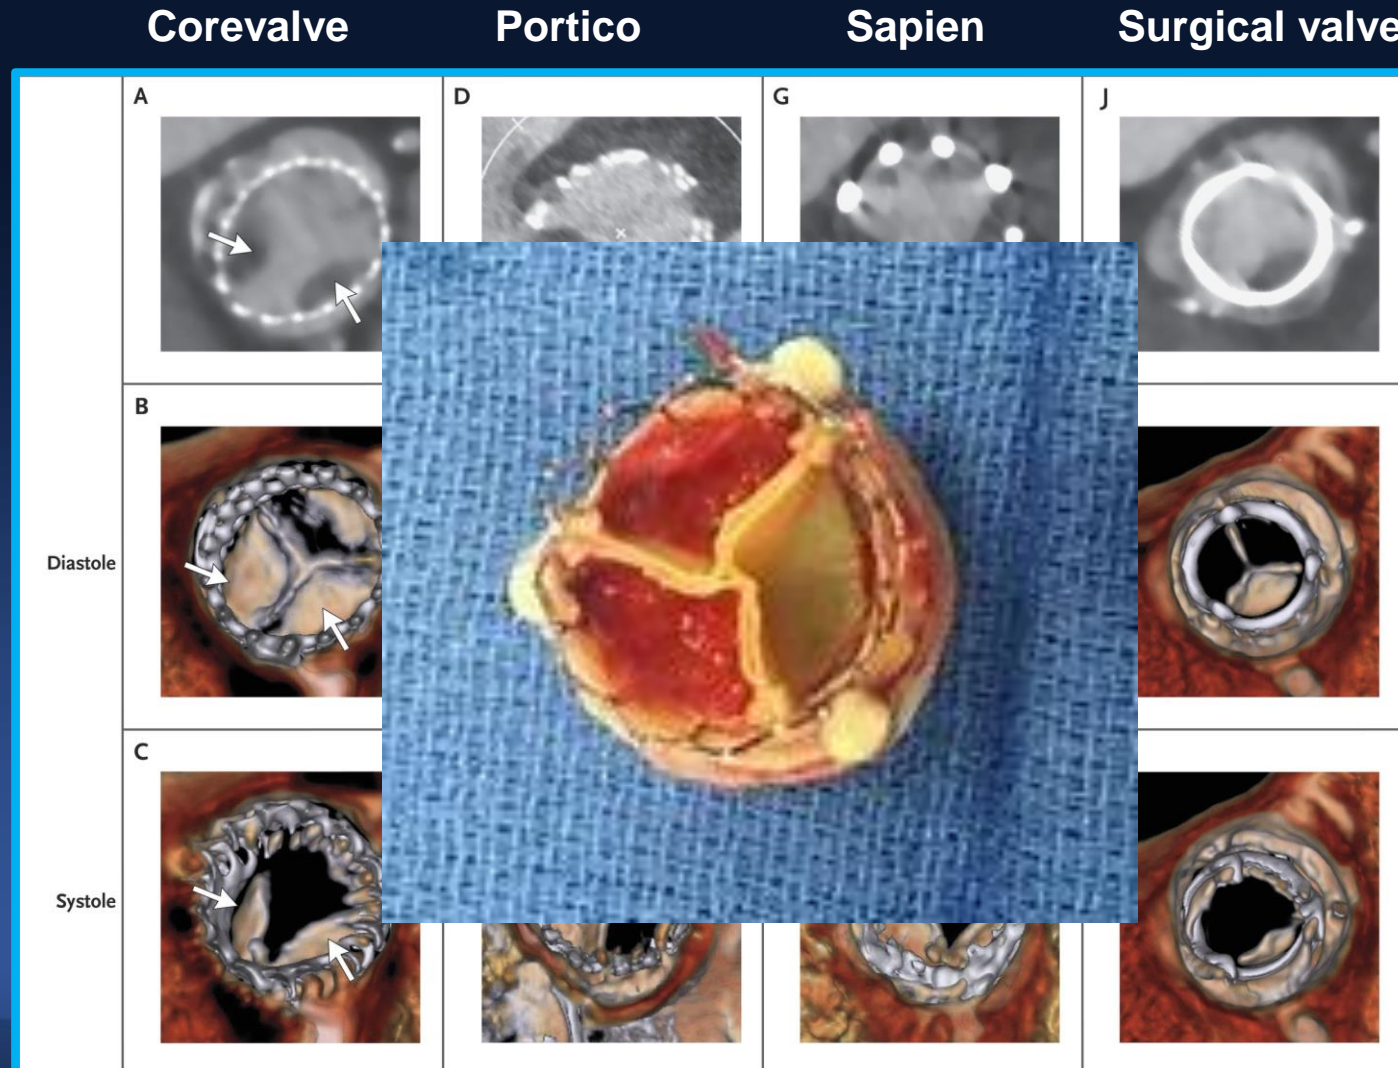 Corevalve Portico Sapien Surgical valve
A D G J
B
Diastole
C
Systole